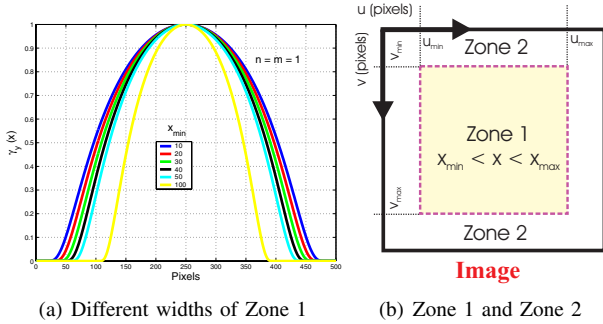 1
0.9
0.8
0.7
0.6
0.5
0.4
0.3
0.2
0.1
0
γy (x)
n = m = 1
xmin
10
20
30
40
50
100
0 50 100 150 200 250 300 350 400 450 500
Pixels
(a) Different widths of Zone 1
u (pixels)
v (pixels)
vmin
umin
umax
Zone 2
Zone 1
xmin < x < xmax
vmax
Zone 2
Image
(b) Zone 1 and Zone 2